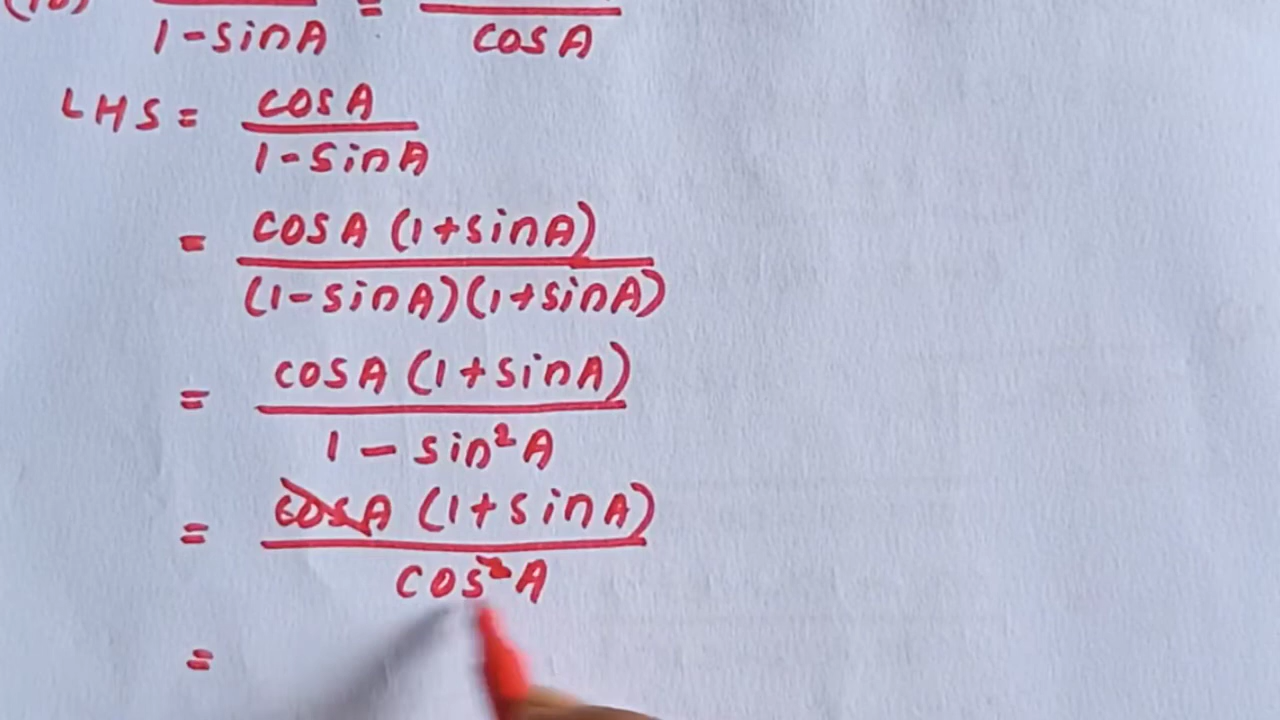 1-sinA = cosA
LHS = cosA
1-sinA
= cosA (1+sinA)
(1-sinA)(1+sinA)
= cosA (1+sinA)
1 - sin²A
= cosA (1+sinA)
cos²A
=